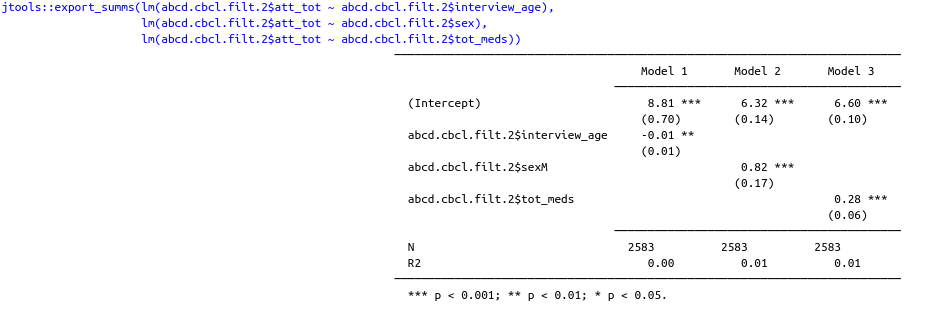 jtools::export_summs(lm(abcd.cbcl.filt.2$att_tot ~ abcd.cbcl.filt.2$interview_age),
lm(abcd.cbcl.filt.2$att_tot ~ abcd.cbcl.filt.2$sex),
lm(abcd.cbcl.filt.2$att_tot ~ abcd.cbcl.filt.2$tot_meds))
Model 1 Model 2 Model 3
(Intercept) 8.81 *** 6.32 *** 6.60 ***
(0.70) (0.14) (0.10)
abcd.cbcl.filt.2$interview_age -0.01 **
(0.01)
abcd.cbcl.filt.2$sexM 0.82 ***
(0.17)
abcd.cbcl.filt.2$tot_meds 0.28 ***
(0.06)
N 2583 2583 2583
R2 0.00 0.01 0.01
*** p < 0.001; ** p < 0.01; * p < 0.05.